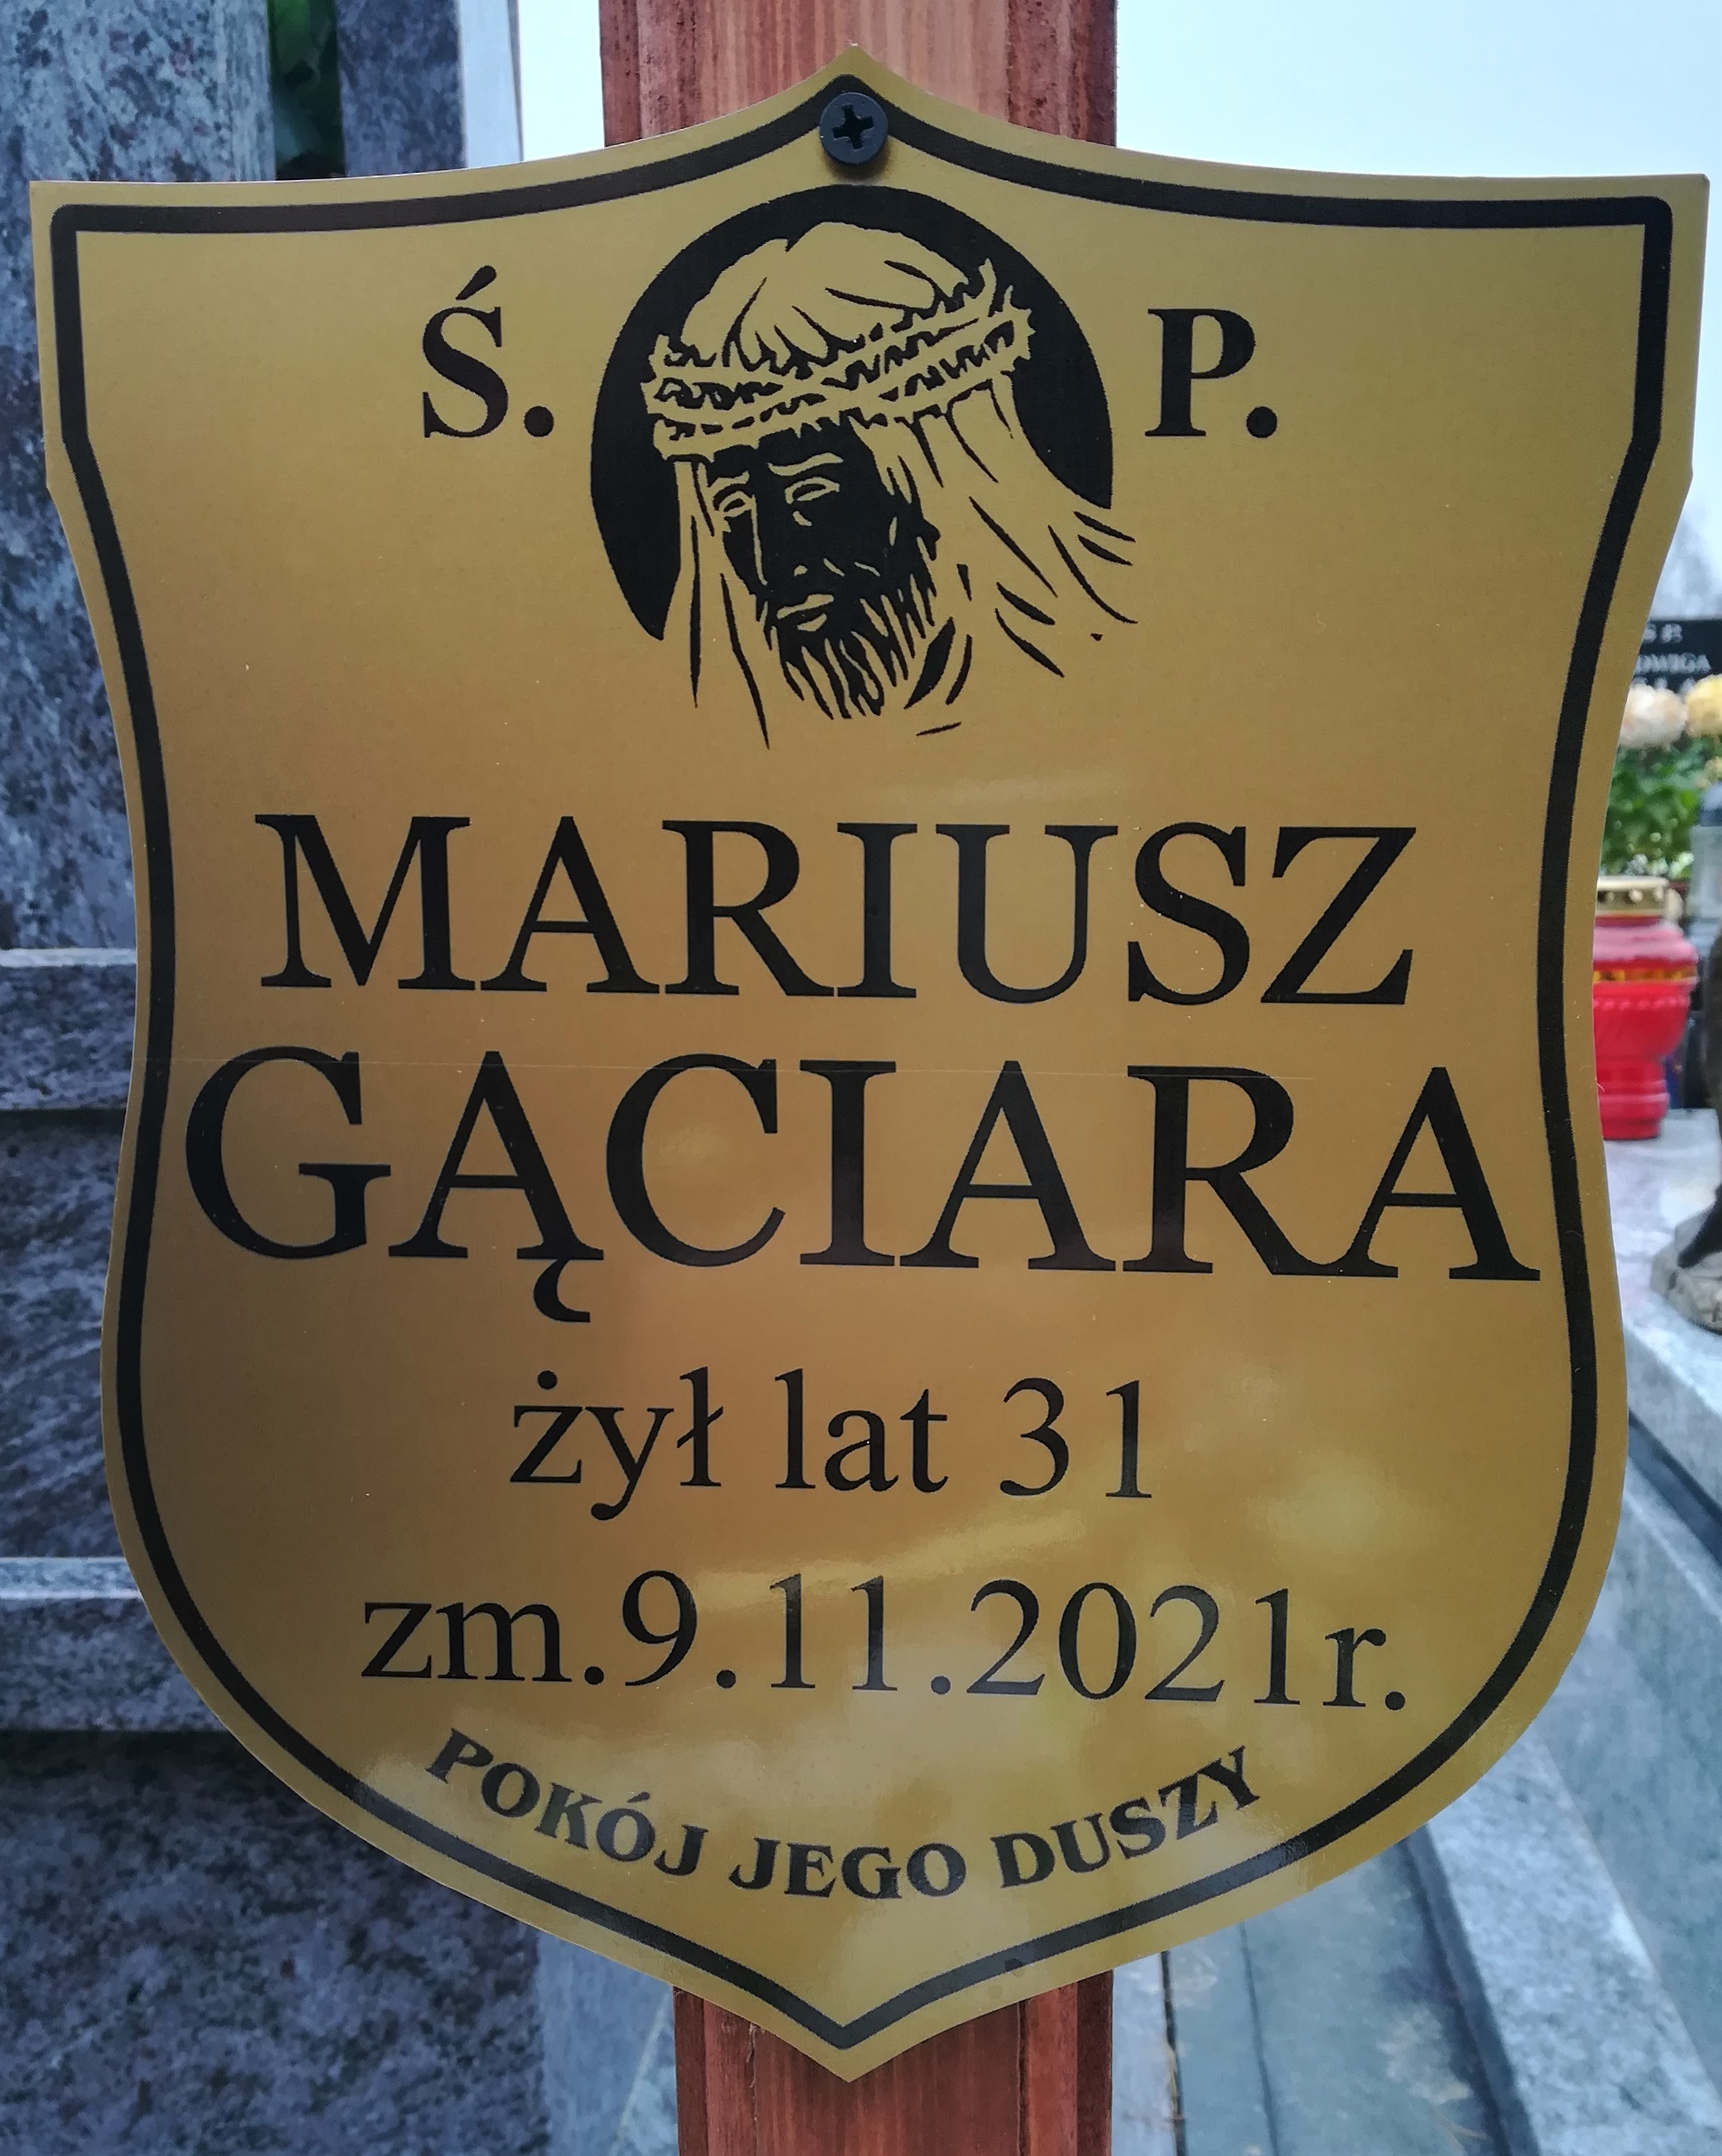 Ś. P.
MARIUSZ
GĄCIARA
żył lat 31
zm.9.11.2021r.
POKÓJ JEGO DUSZY